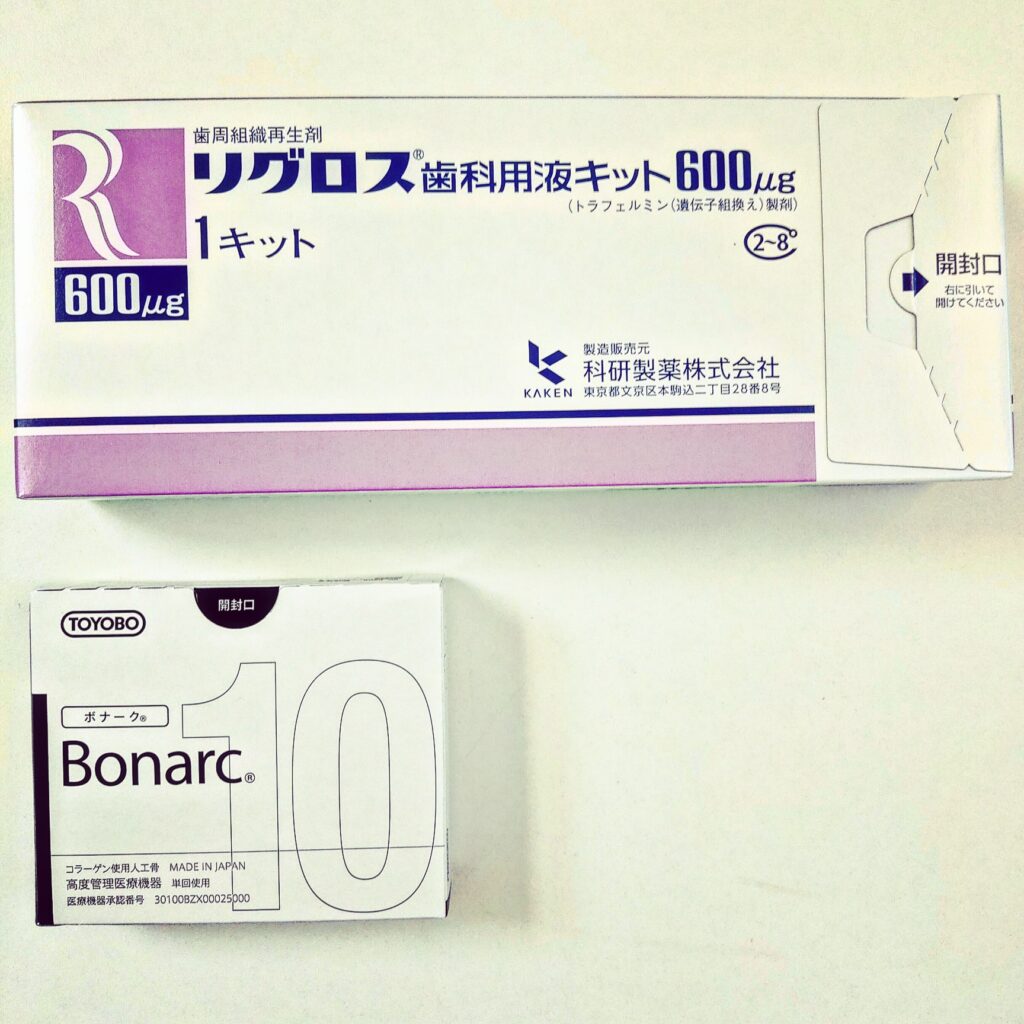 歯周組織再生剤
リグロス®歯科用液キット600μg
(トラフェルミン(遺伝子組換え)製剤)
1キット
2~8°
600μg
開封口
右に引いて
開けてください
製造販売元
科研製薬株式会社
KAKEN
東京都文京区本駒込二丁目28番8号
開封口
TOYOBO
10
ボナーク®
Bonarc®
コラーゲン使用人工骨 MADE IN JAPAN
高度管理医療機器 単回使用
医療機器承認番号 30100BZX00025000